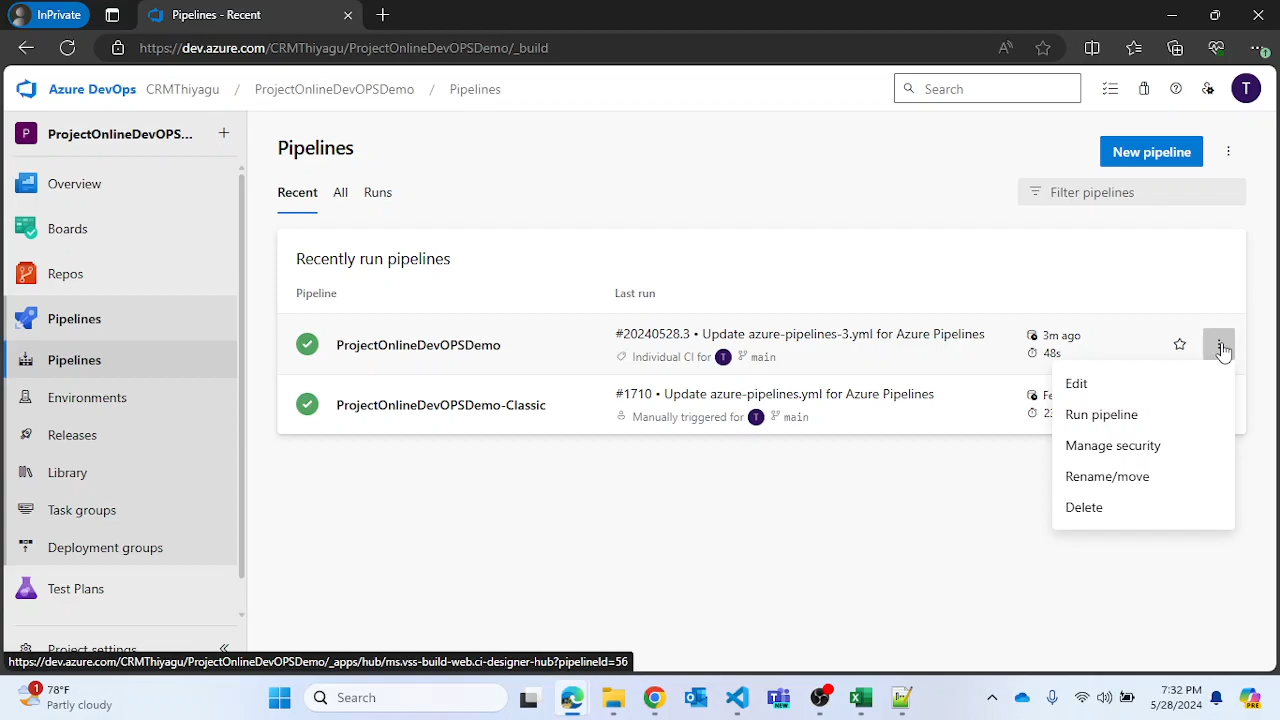 InPrivate
Pipelines - Recent
https://dev.azure.com/CRMThiyagu/ProjectOnlineDevOPSDemo/_build
Azure DevOps CRMThiyagu / ProjectOnlineDevOPSDemo / Pipelines
Search
T
P ProjectOnlineDevOPS...
Overview
Boards
Repos
Pipelines
Pipelines
Environments
Releases
Library
Task groups
Deployment groups
Test Plans
Project settings
Pipelines
New pipeline
Recent All Runs
Filter pipelines
Recently run pipelines
Pipeline Last run
ProjectOnlineDevOPSDemo
#20240528.3 • Update azure-pipelines-3.yml for Azure Pipelines
Individual CI for T main
3m ago
48s
ProjectOnlineDevOPSDemo-Classic
#1710 • Update azure-pipelines.yml for Azure Pipelines
Manually triggered for T main
Edit
Run pipeline
Manage security
Rename/move
Delete
https://dev.azure.com/CRMThiyagu/ProjectOnlineDevOPSDemo/_apps/hub/ms.vss-build-web.ci-designer-hub?pipelineId=56
1
78°F
Partly cloudy
Search
NEW
7:32 PM
5/28/2024
PRE